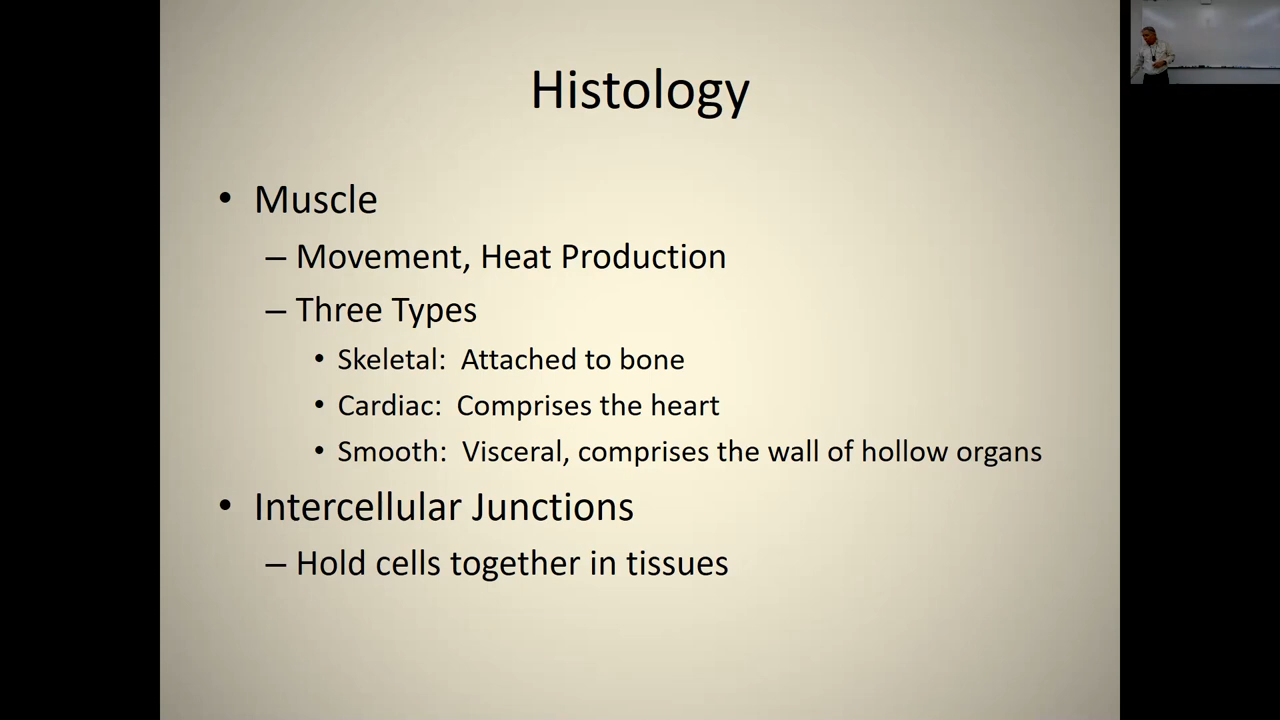 Histology
• Muscle
– Movement, Heat Production
– Three Types
• Skeletal:  Attached to bone
• Cardiac:  Comprises the heart
• Smooth:  Visceral, comprises the wall of hollow organs
• Intercellular Junctions
– Hold cells together in tissues